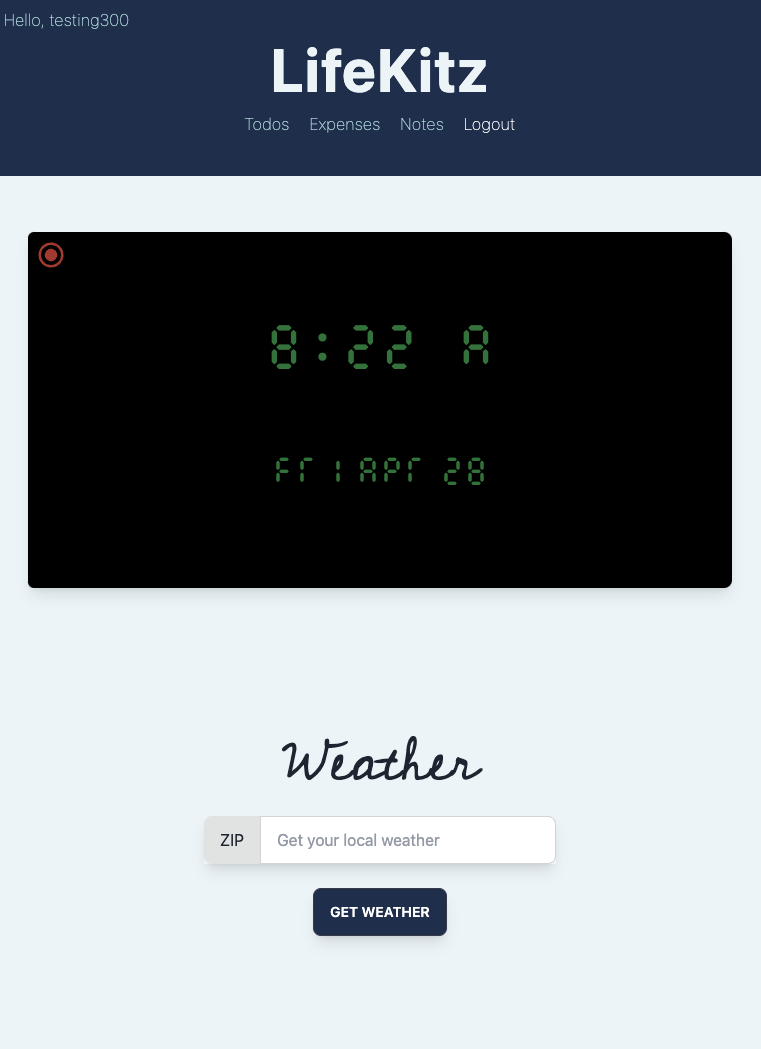 Hello, testing300
LifeKitz
Todos Expenses Notes Logout
8:22 A
Fri Apr 28
Weather
ZIP Get your local weather
GET WEATHER